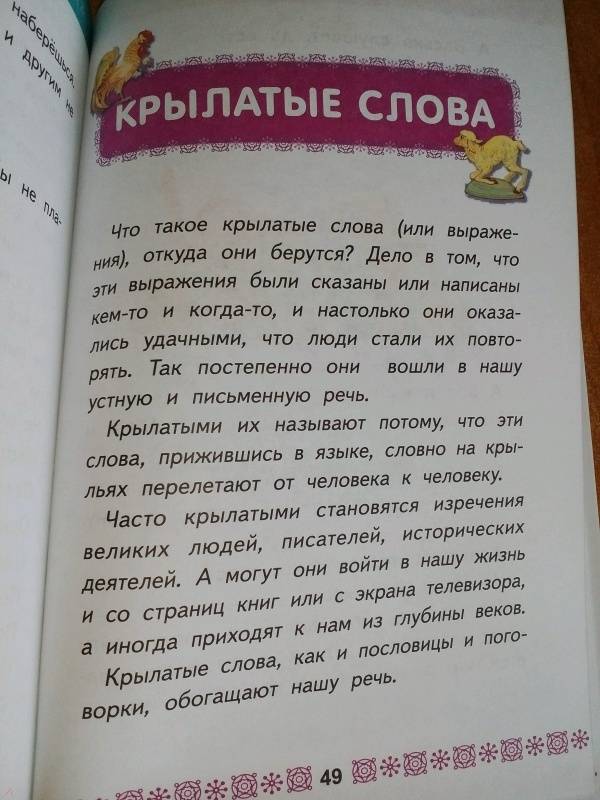 наберёшься.
и другим не
ы не пла-
КРЫЛАТЫЕ СЛОВА
Что такое крылатые слова (или выраже-
ния), откуда они берутся? Дело в том, что
эти выражения были сказаны или написаны
кем-то и когда-то, и настолько они оказа-
лись удачными, что люди стали их повто-
рять. Так постепенно они вошли в нашу
устную и письменную речь.
Крылатыми их называют потому, что эти
слова, прижившись в языке, словно на кры-
льях перелетают от человека к человеку.
Часто крылатыми становятся изречения
великих людей, писателей, исторических
деятелей. А могут они войти в нашу жизнь
и со страниц книг или с экрана телевизора,
а иногда приходят к нам из глубины веков.
Крылатые слова, как и пословицы и пого-
ворки, обогащают нашу речь.
49